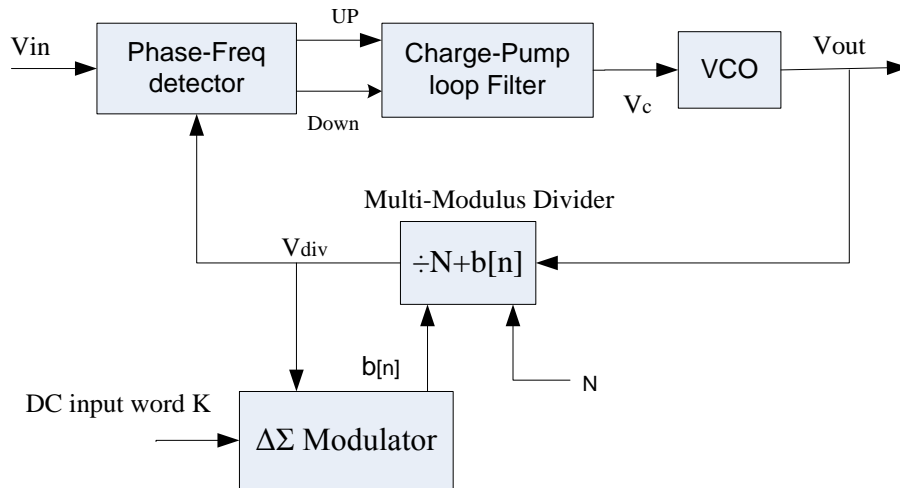 UP
Vin
Phase-Freq
detector
Charge-Pump
loop Filter
VCO
Vout
Down
Vc
Multi-Modulus Divider
Vdiv
÷N+b[n]
b[n]
N
DC input word K
ΔΣ Modulator